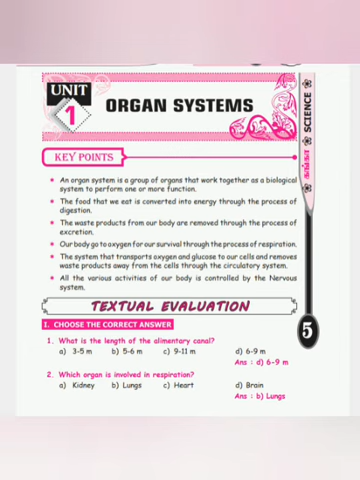 UNIT
1
ORGAN SYSTEMS
SCIENCE
KEY POINTS
An organ system is a group of organs that work together as a biological
system to perform one or more function.
The food that we eat is converted into energy through the process of
digestion.
The waste products from our body are removed through the process of
excretion.
Our body go to oxygen for our survival through the process of respiration.
The system that transports oxygen and glucose to our cells and removes
waste products away from the cells through the circulatory system.
All the various activities of our body is controlled by the Nervous
system.
TEXTUAL EVALUATION
5
I. CHOOSE THE CORRECT ANSWER
1. What is the length of the alimentary canal?
a) 3-5 m b) 5-6 m c) 9-11 m d) 6-9 m
Ans : d) 6-9 m
2. Which organ is involved in respiration?
a) Kidney b) Lungs c) Heart d) Brain
Ans : b) Lungs